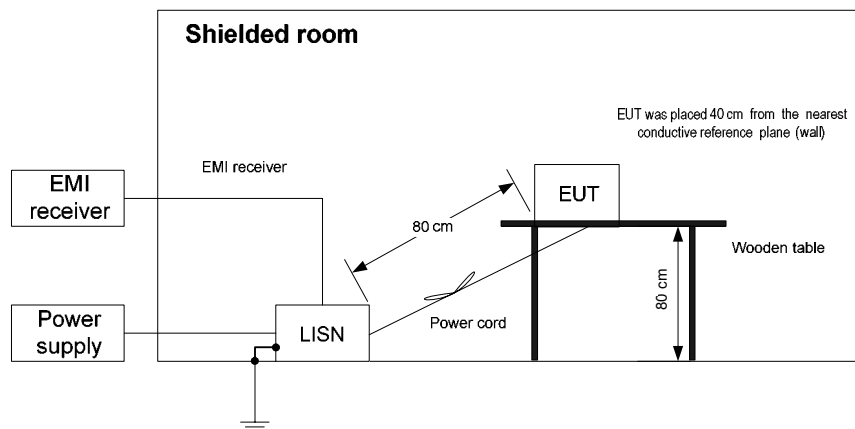 Shielded room
EUT was placed 40 cm from the nearest
conductive reference plane (wall)
EMI receiver
EMI
receiver
EUT
80 cm
Wooden table
80 cm
Power cord
Power
supply
LISN